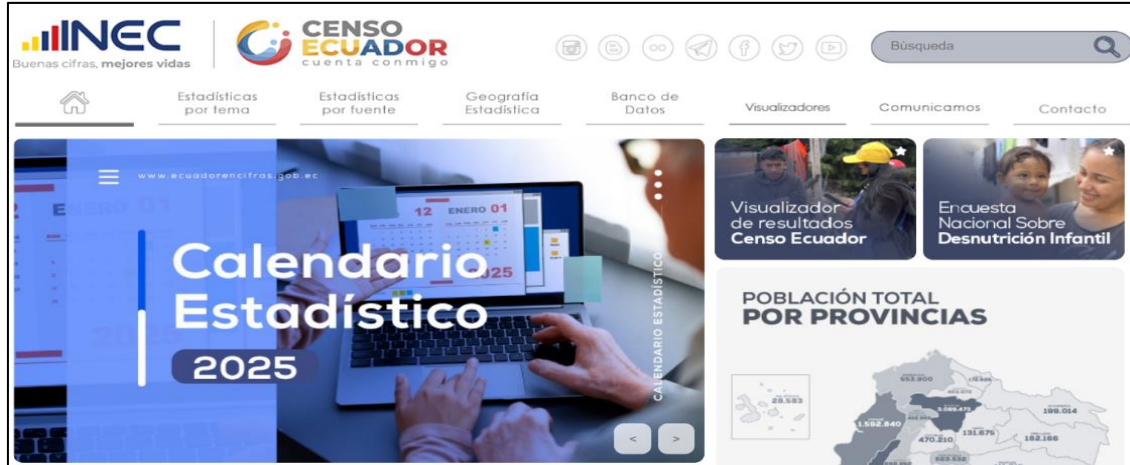 INEC
Buenas cifras, mejores vidas
CENSO
ECUADOR
cuenta conmigo
Búsqueda
Estadísticas
por tema
Estadísticas
por fuente
Geografía
Estadística
Banco de
Datos
Visualizadores
Comunicamos
Contacto
www.ecuadorencifras.gob.ec
ENERO 01
12 ENERO 01
2025
Calendario
Estadístico
2025
CALENDARIO ESTADÍSTICO
< >
Visualizador
de resultados
Censo Ecuador
Encuesta
Nacional Sobre
Desnutrición Infantil
POBLACIÓN TOTAL
POR PROVINCIAS
553.900
28.583
3.089.473
199.014
1.592.840
131.675
470.210
182.166